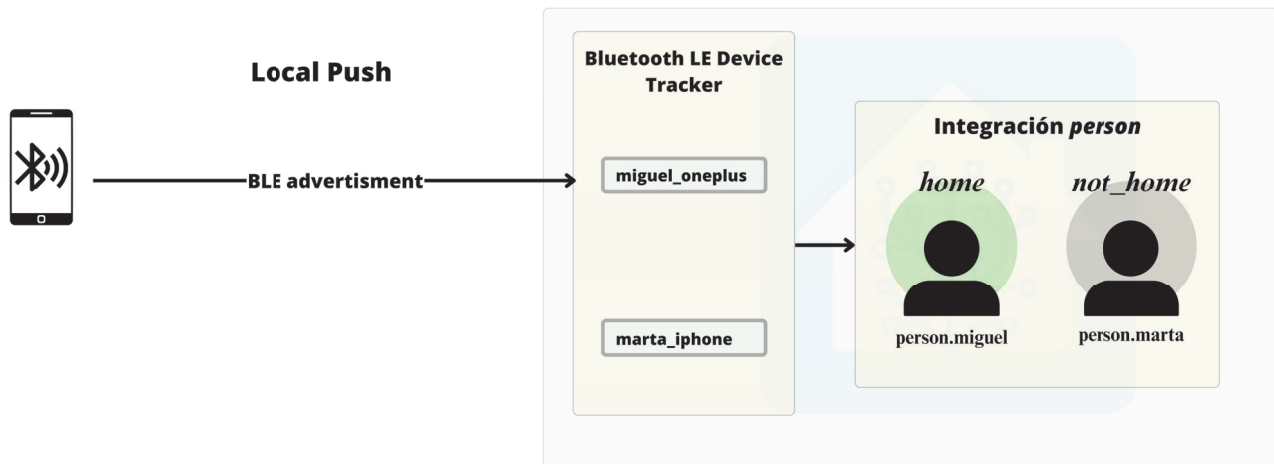 Local Push
BLE advertisment
Bluetooth LE Device
Tracker
miguel_oneplus
marta_iphone
Integración person
home
not_home
person.miguel
person.marta